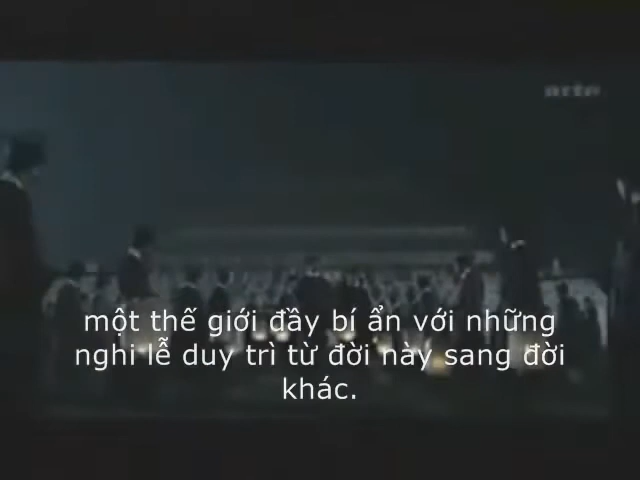 arte
một thế giới đầy bí ẩn với những
nghi lễ duy trì từ đời này sang đời
khác.